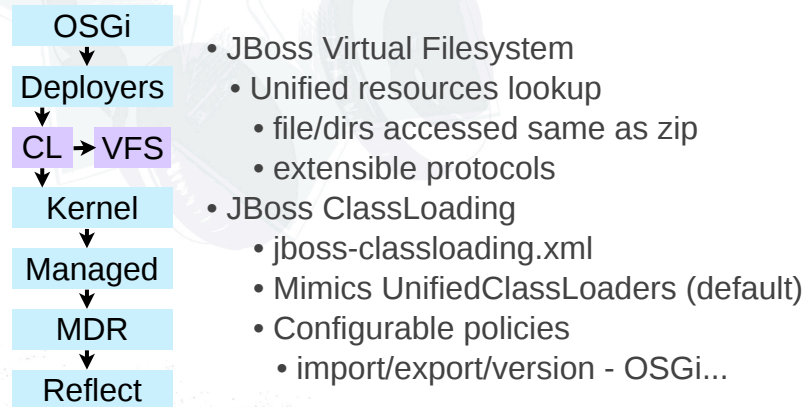 OSGi
Deployers
CL
VFS
Kernel
Managed
MDR
Reflect
• JBoss Virtual Filesystem
• Unified resources lookup
• file/dirs accessed same as zip
• extensible protocols
• JBoss ClassLoading
• jboss-classloading.xml
• Mimics UnifiedClassLoaders (default)
• Configurable policies
• import/export/version - OSGi...